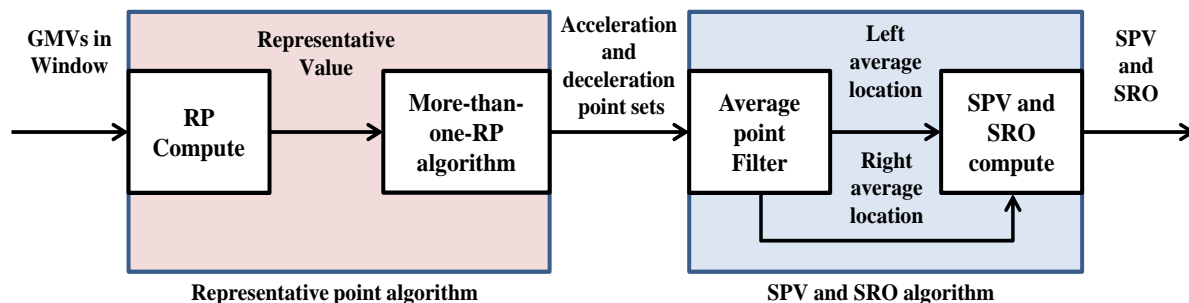 GMVs in
Window
Representative
Value
RP
Compute
More-than-
one-RP
algorithm
Representative point algorithm
Acceleration
and
deceleration
point sets
Average
point
Filter
Left
average
location
Right
average
location
SPV and
SRO
compute
SPV and SRO algorithm
SPV
and
SRO